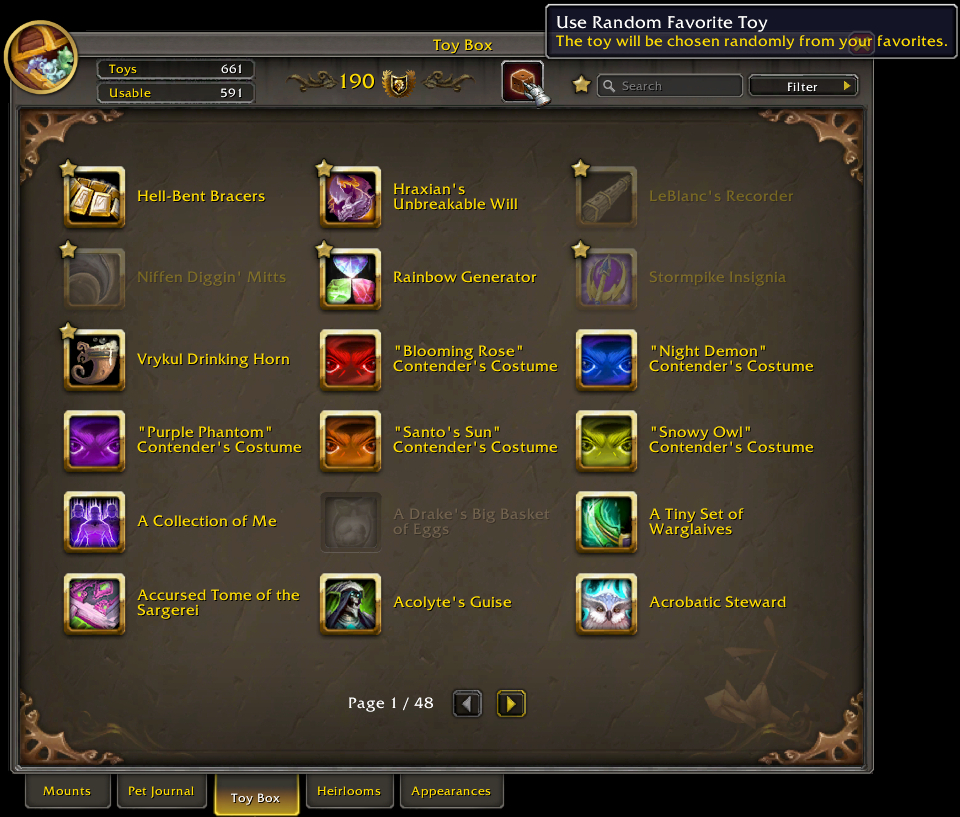 Use Random Favorite Toy
The toy will be chosen randomly from your favorites.
Toy Box
Toys 661
Usable 591
190
Search
Filter
Hell-Bent Bracers
Hraxian's
Unbreakable Will
LeBlanc's Recorder
Niffen Diggin' Mitts
Rainbow Generator
Stormpike Insignia
Vrykul Drinking Horn
"Blooming Rose"
Contender's Costume
"Night Demon"
Contender's Costume
"Purple Phantom"
Contender's Costume
"Santo's Sun"
Contender's Costume
"Snowy Owl"
Contender's Costume
A Collection of Me
A Drake's Big Basket
of Eggs
A Tiny Set of
Warglaives
Accursed Tome of the
Sargerei
Acolyte's Guise
Acrobatic Steward
Page 1 / 48
Mounts
Pet Journal
Toy Box
Heirlooms
Appearances